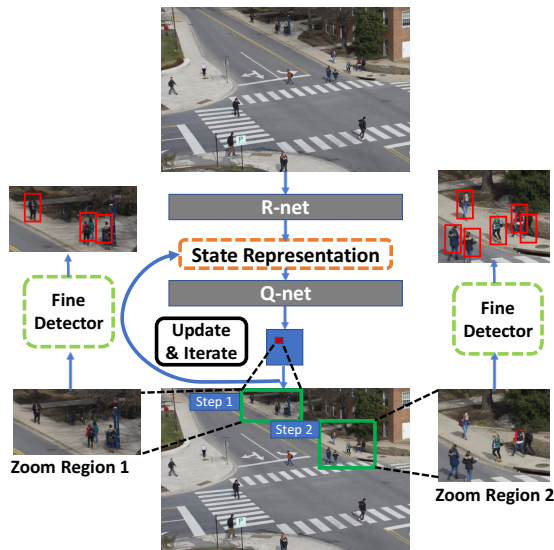 R-net
State Representation
Q-net
Update
& Iterate
Fine
Detector
Fine
Detector
Step 1
Step 2
Zoom Region 1
Zoom Region 2
P